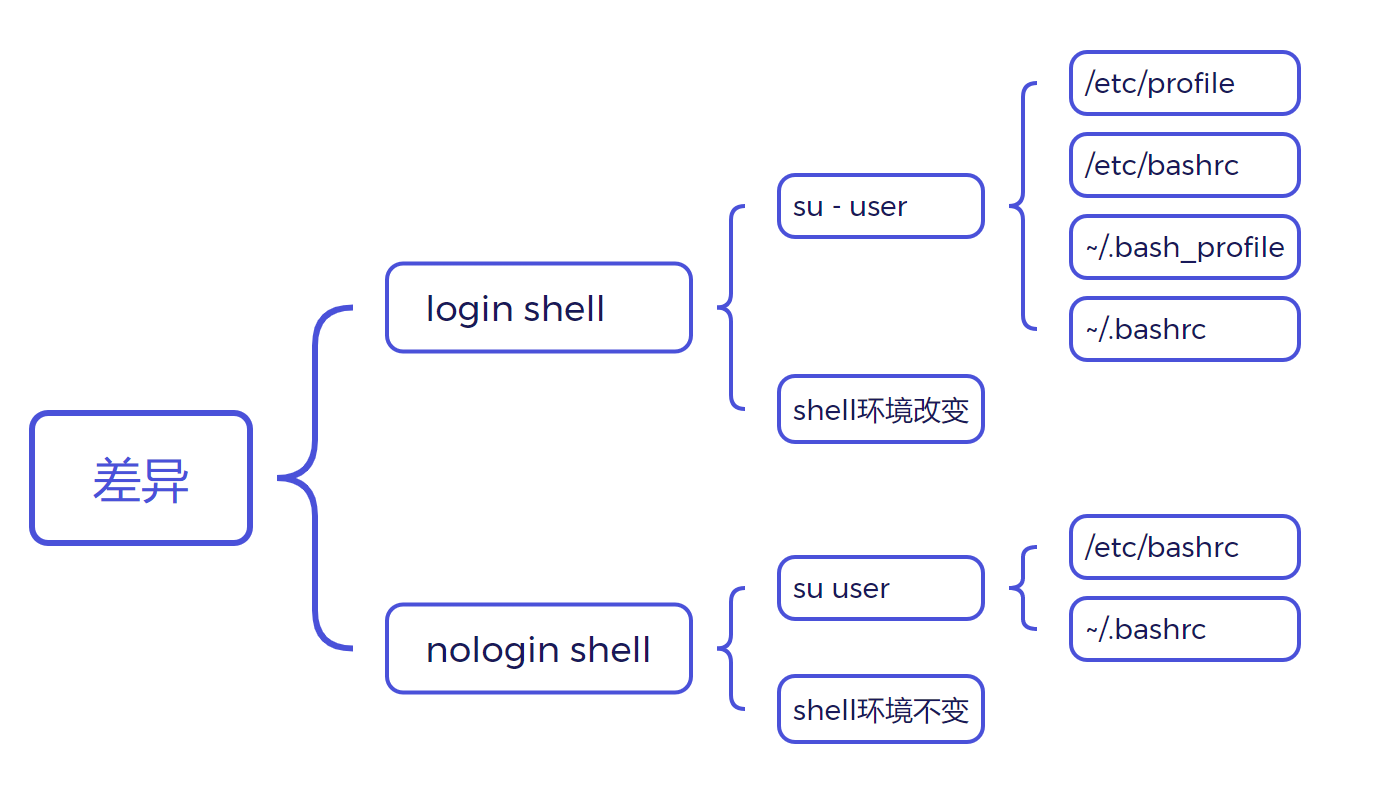 差异
login shell
su - user
/etc/profile
/etc/bashrc
~/.bash_profile
~/.bashrc
shell环境改变
nologin shell
su user
/etc/bashrc
~/.bashrc
shell环境不变